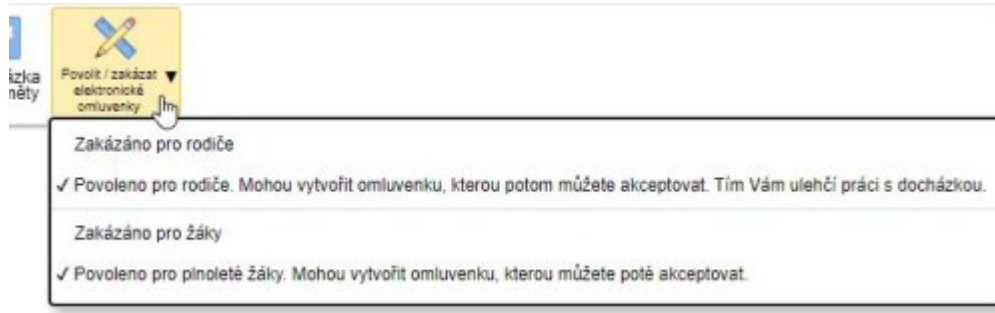 ázka
něty
Povolit / zakázat ▼
elektronické
omluvenky
Zakázáno pro rodiče
✓ Povoleno pro rodiče. Mohou vytvořit omluvenku, kterou potom můžete akceptovat. Tím Vám ulehčí práci s docházkou.
Zakázáno pro žáky
✓ Povoleno pro plnoleté žáky. Mohou vytvořit omluvenku, kterou můžete poté akceptovat.